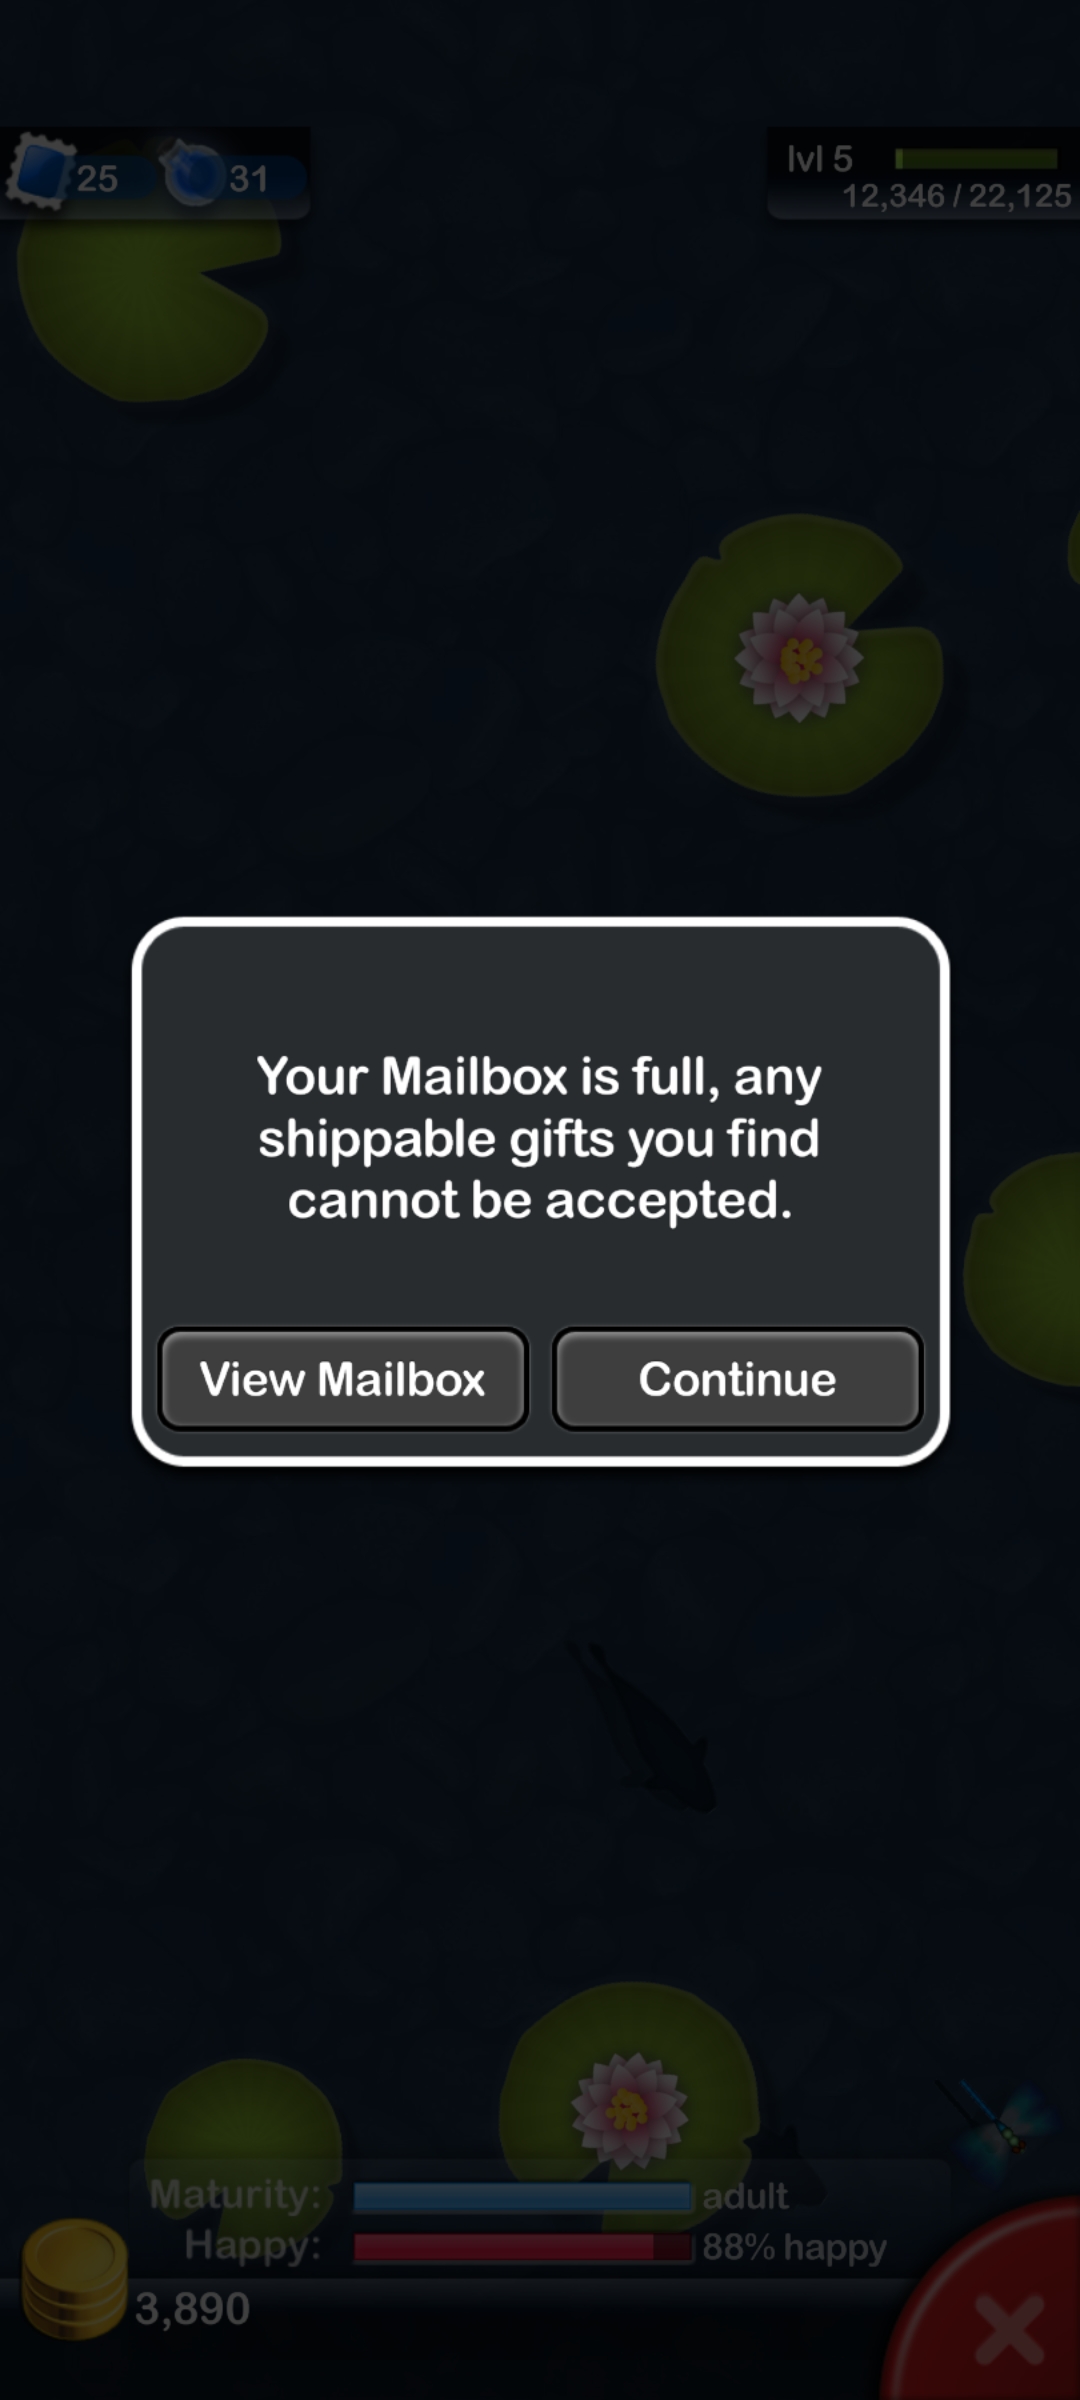 25
31
lvl 5
12,346 / 22,125
Your Mailbox is full, any
shippable gifts you find
cannot be accepted.
View Mailbox
Continue
Maturity:
adult
Happy:
88% happy
3,890